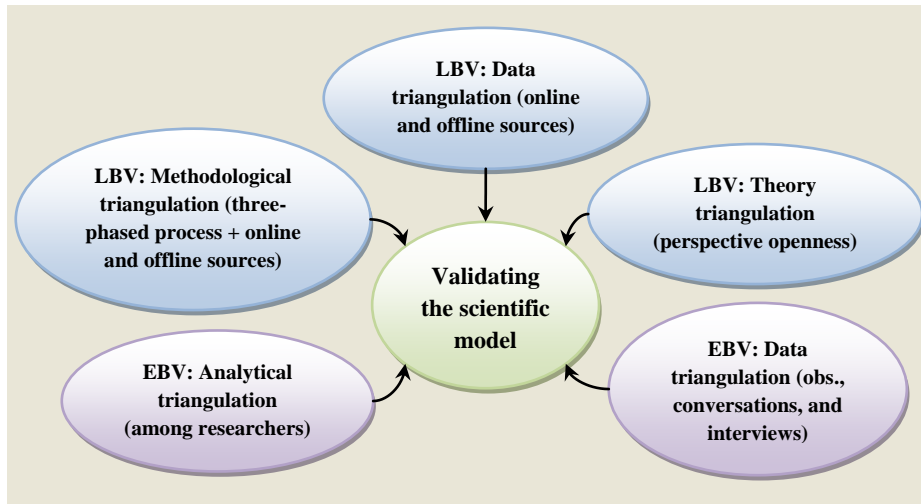 LBV: Data
triangulation (online
and offline sources)
LBV: Methodological
triangulation (three-
phased process + online
and offline sources)
LBV: Theory
triangulation
(perspective openness)
Validating
the scientific
model
EBV: Analytical
triangulation
(among researchers)
EBV: Data
triangulation (obs.,
conversations, and
interviews)